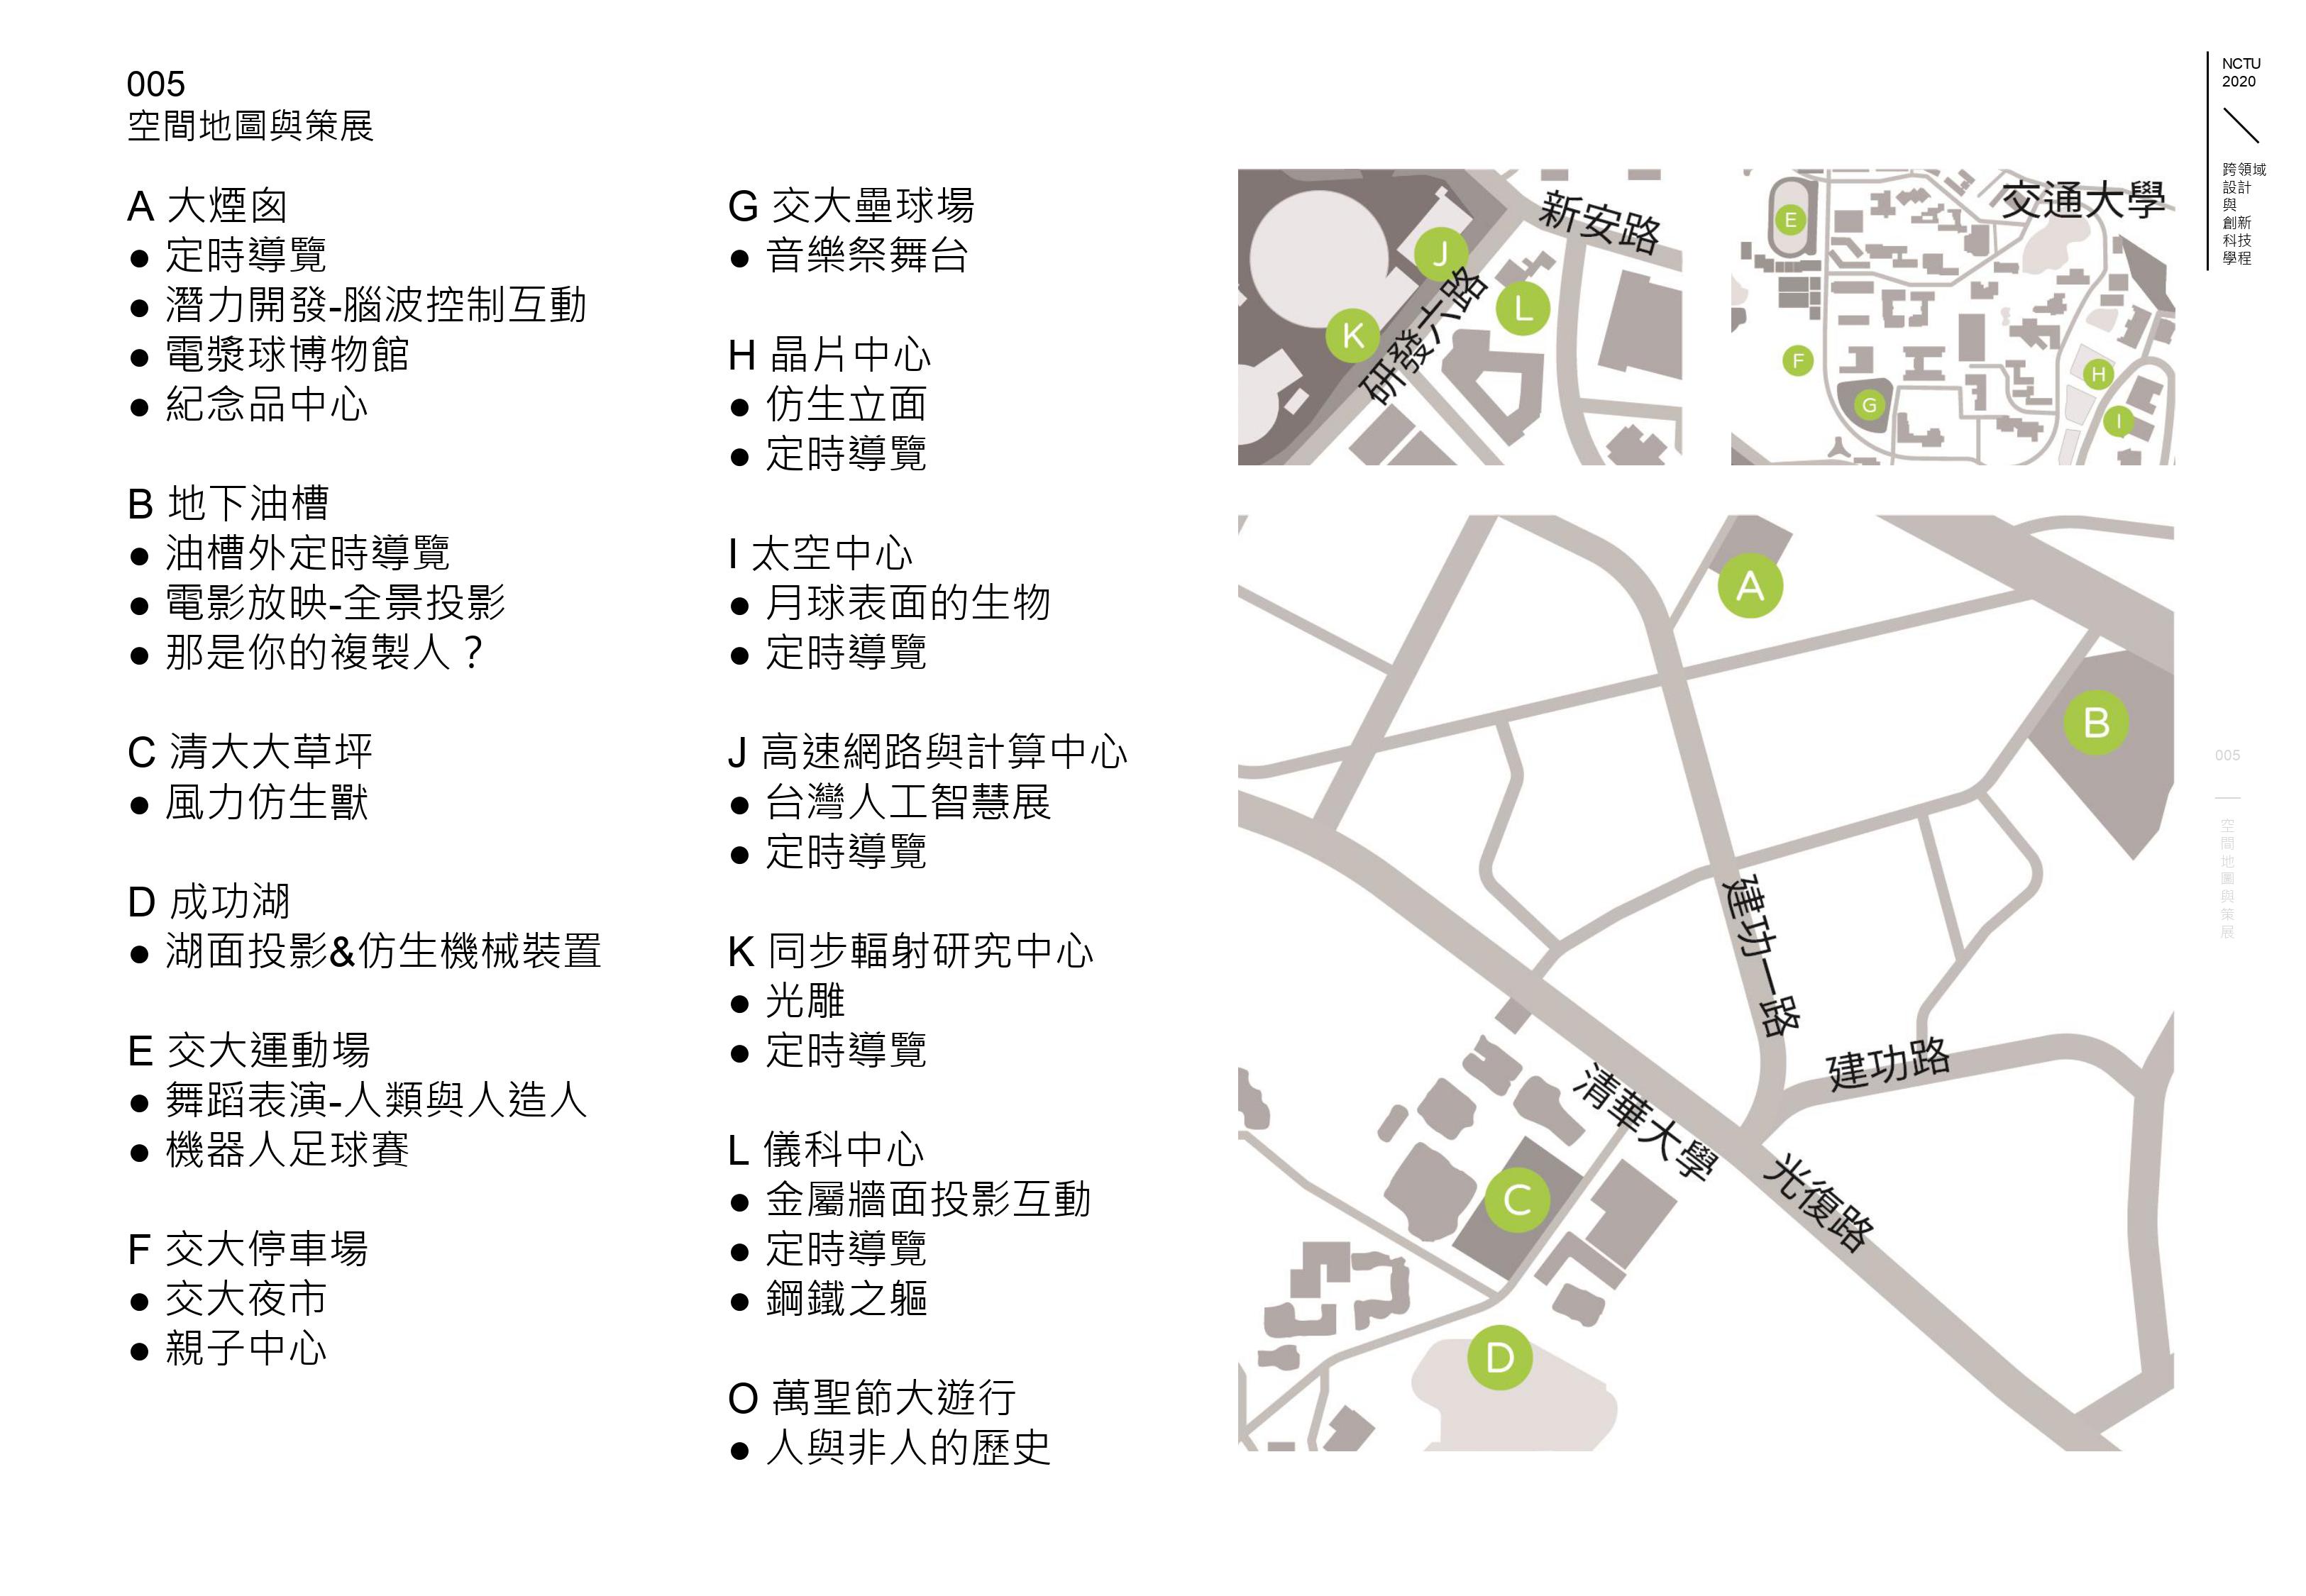 005
空間地圖與策展
A 大煙囪
● 定時導覽
● 潛力開發-腦波控制互動
● 電漿球博物館
● 紀念品中心
B 地下油槽
● 油槽外定時導覽
● 電影放映-全景投影
● 那是你的複製人？
C 清大大草坪
● 風力仿生獸
D 成功湖
● 湖面投影&仿生機械裝置
E 交大運動場
● 舞蹈表演-人類與人造人
● 機器人足球賽
F 交大停車場
● 交大夜市
● 親子中心
G 交大壘球場
● 音樂祭舞台
H 晶片中心
● 仿生立面
● 定時導覽
I 太空中心
● 月球表面的生物
● 定時導覽
J 高速網路與計算中心
● 台灣人工智慧展
● 定時導覽
K 同步輻射研究中心
● 光雕
● 定時導覽
L 儀科中心
● 金屬牆面投影互動
● 定時導覽
● 鋼鐵之軀
O 萬聖節大遊行
● 人與非人的歷史
新安路
J
研發六路
L
K
交通大學
E
F
G
H
I
A
B
建功一路
建功路
清華大學
光復路
C
D
NCTU
2020
跨領域
設計
與
創新
科技
學程
005
空間地圖與策展